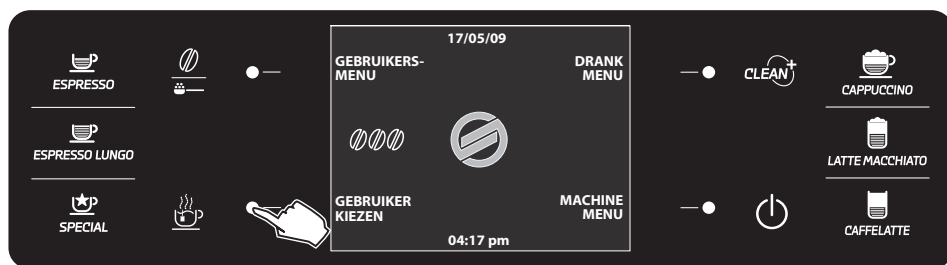 ESPRESSO
ESPRESSO LUNGO
SPECIAL
17/05/09
GEBRUIKERS-
MENU
DRANK
MENU
GEBRUIKER
KIEZEN
MACHINE
MENU
04:17 pm
CLEAN+
CAPPUCCINO
LATTE MACCHIATO
CAFFELATTE